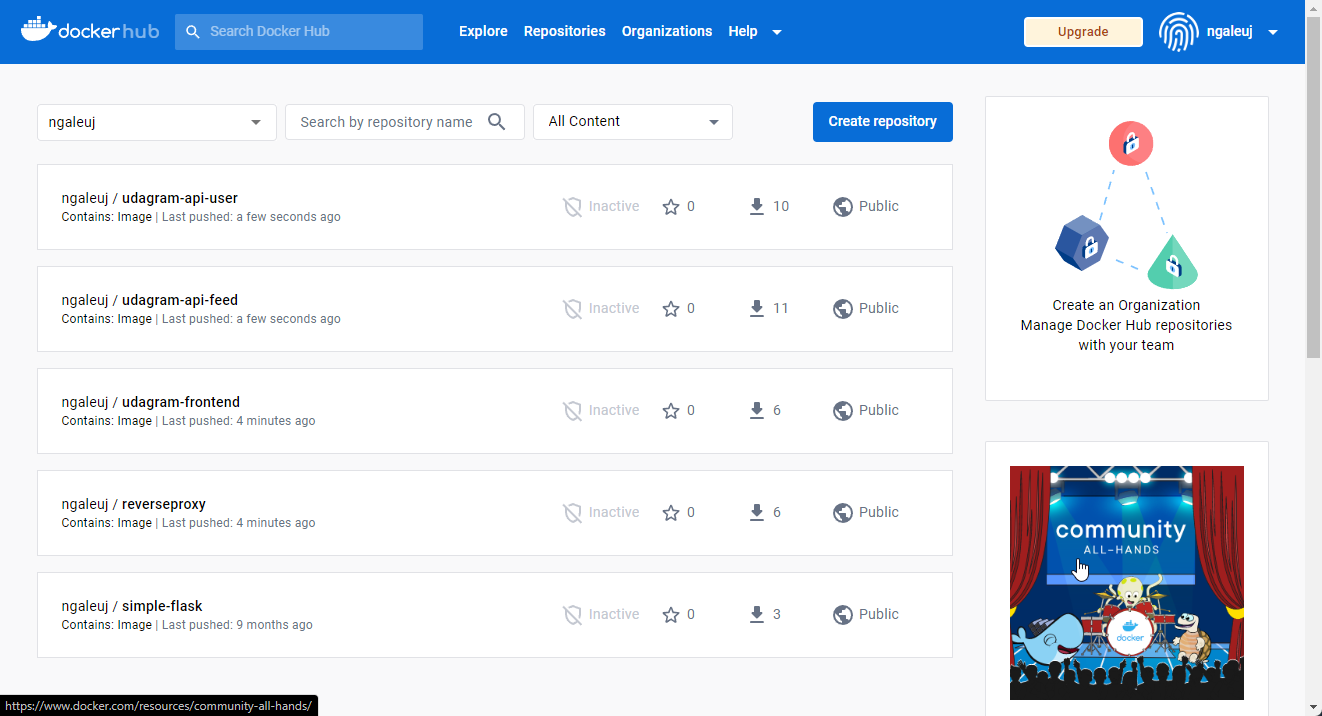 docker hub
Search Docker Hub
Explore Repositories Organizations Help
Upgrade
ngaleuj
ngaleuj
Search by repository name
All Content
Create repository
ngaleuj / udagram-api-user
Contains: Image | Last pushed: a few seconds ago
Inactive 0 10 Public
ngaleuj / udagram-api-feed
Contains: Image | Last pushed: a few seconds ago
Inactive 0 11 Public
ngaleuj / udagram-frontend
Contains: Image | Last pushed: 4 minutes ago
Inactive 0 6 Public
ngaleuj / reverseproxy
Contains: Image | Last pushed: 4 minutes ago
Inactive 0 6 Public
ngaleuj / simple-flask
Contains: Image | Last pushed: 9 months ago
Inactive 0 3 Public
Create an Organization
Manage Docker Hub repositories
with your team
community
ALL-HANDS
docker
https://www.docker.com/resources/community-all-hands/